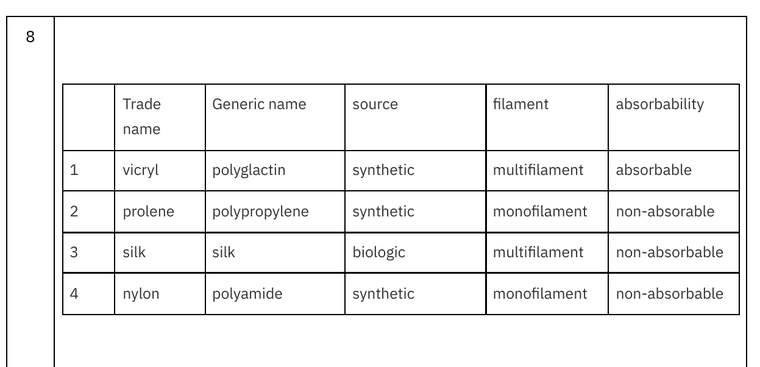 8
Trade name Generic name source filament absorbability
1 vicryl polyglactin synthetic multifilament absorbable
2 prolene polypropylene synthetic monofilament non-absorable
3 silk silk biologic multifilament non-absorbable
4 nylon polyamide synthetic monofilament non-absorbable